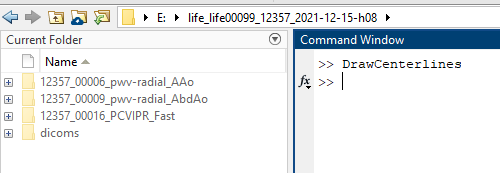 E: ▸ life_life00099_12357_2021-12-15-h08 ▸
Current Folder
Command Window
Name ▲
12357_00006_pwv-radial_AAo
12357_00009_pwv-radial_AbdAo
12357_00016_PCVIPR_Fast
dicoms
>> DrawCenterlines
fx >>